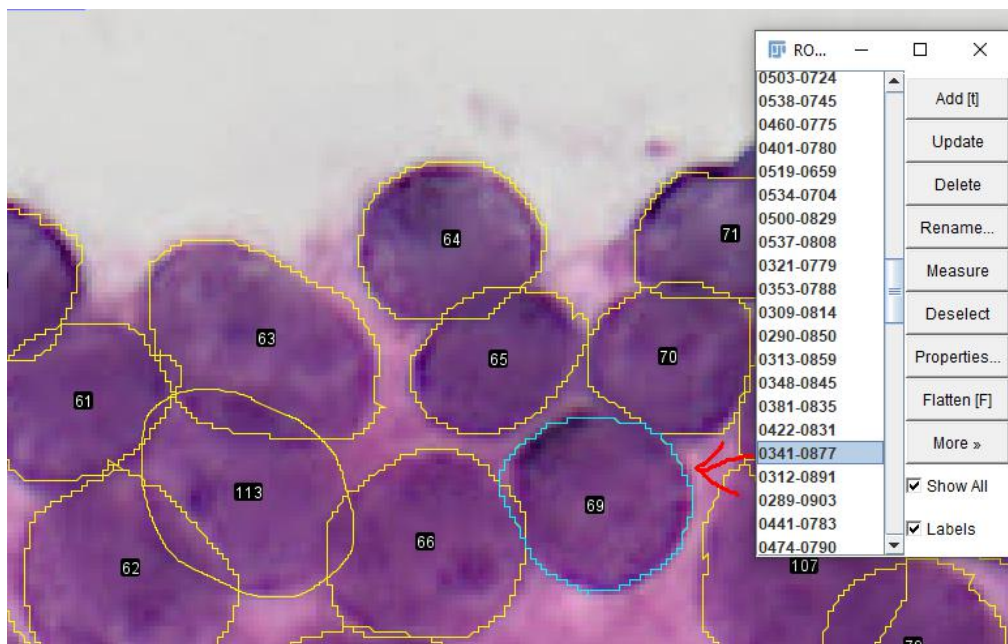 RO...
0503-0724
0538-0745
0460-0775
0401-0780
0519-0659
0534-0704
0500-0829
0537-0808
0321-0779
0353-0788
0309-0814
0290-0850
0313-0859
0348-0845
0381-0835
0422-0831
0341-0877
0312-0891
0289-0903
0441-0783
0474-0790
Add [t]
Update
Delete
Rename...
Measure
Deselect
Properties...
Flatten [F]
More »
Show All
Labels
64
71
63
65
70
61
113
69
66
62
107